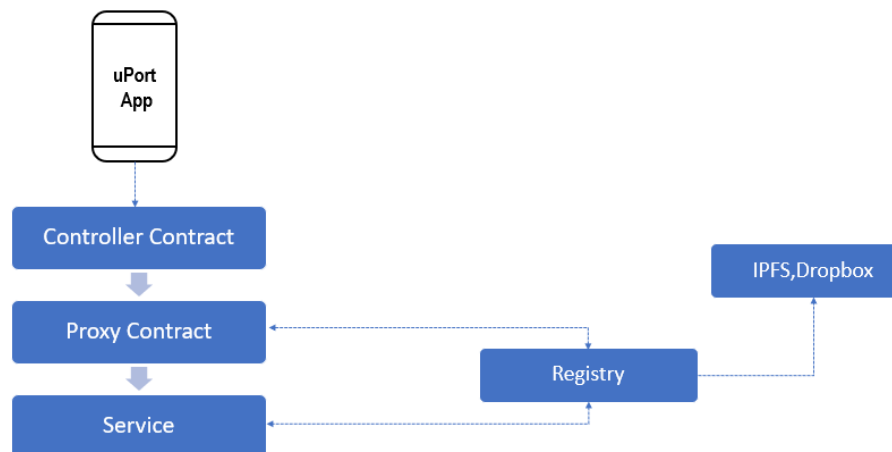 uPort
App
Controller Contract
IPFS,Dropbox
Proxy Contract
Registry
Service